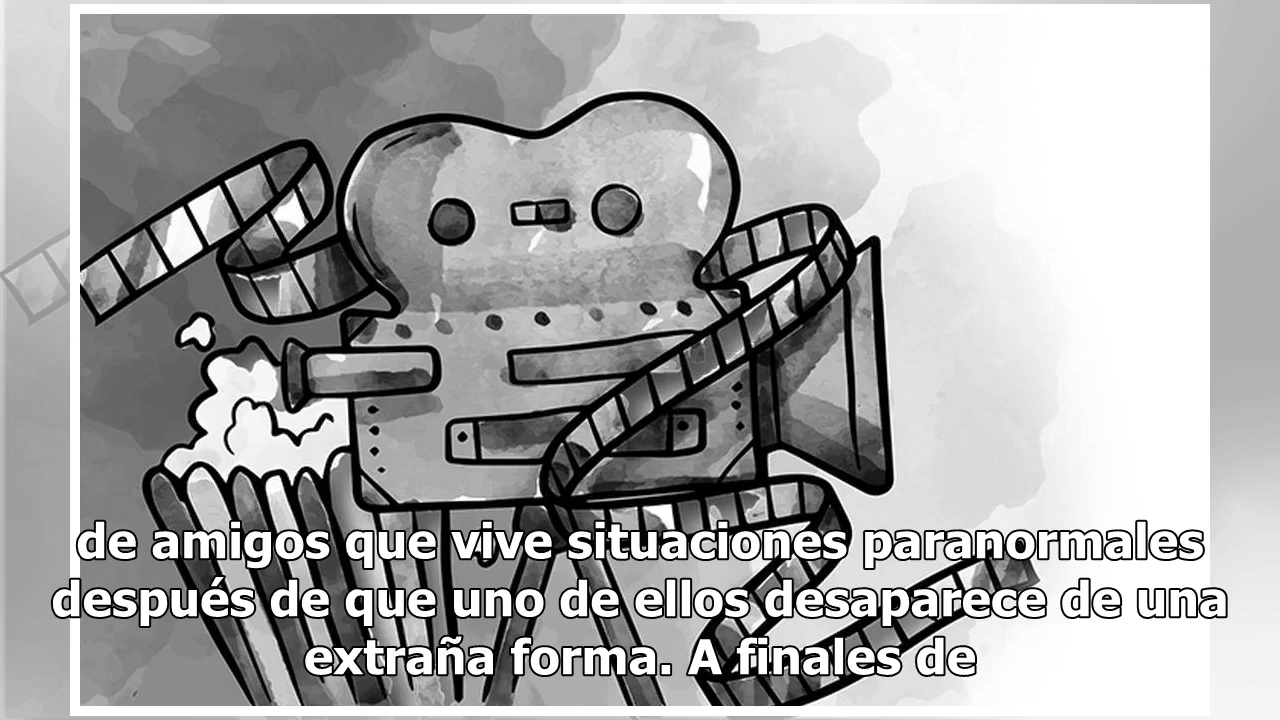 de amigos que vive situaciones paranormales
después de que uno de ellos desaparece de una
extraña forma. A finales de